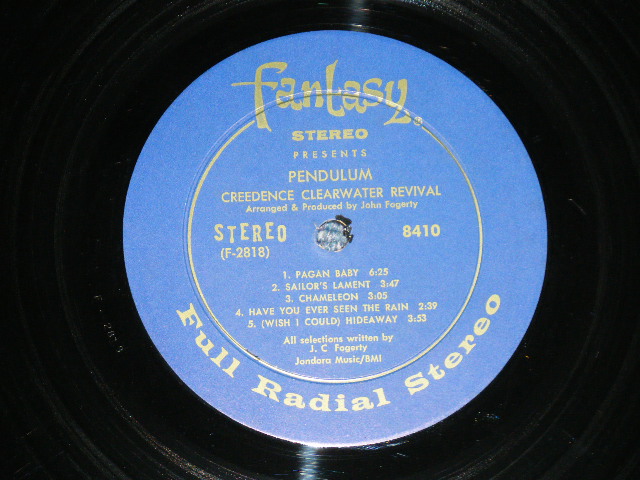 fantasy®
STEREO
PRESENTS
PENDULUM
CREEDENCE CLEARWATER REVIVAL
Arranged & Produced by John Fogerty
STEREO
(F-2818)
8410
1. PAGAN BABY 6:25
2. SAILOR'S LAMENT 3:47
3. CHAMELEON 3:05
4. HAVE YOU EVER SEEN THE RAIN 2:39
5. (WISH I COULD) HIDEAWAY 3:53
All selections written by
J. C Fogerty
Jondora Music/BMI
Full Radial Stereo